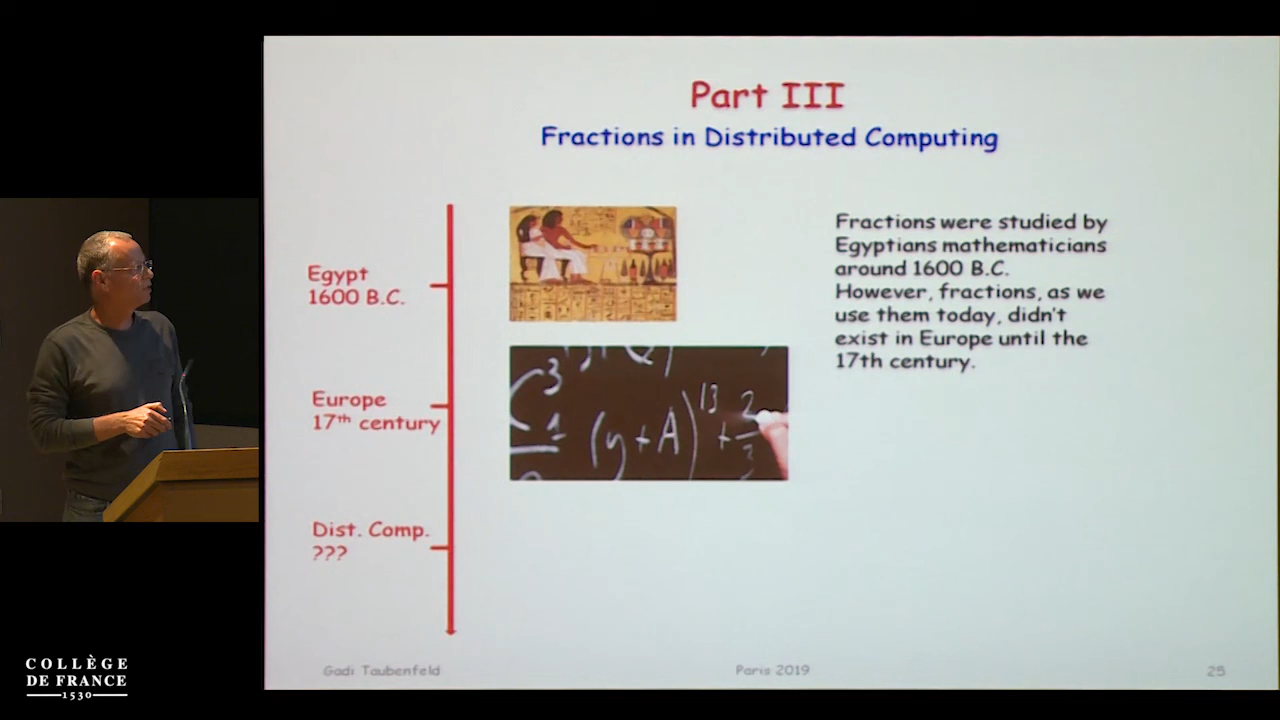 Part III
Fractions in Distributed Computing
Fractions were studied by
Egyptians mathematicians
around 1600 B.C.
However, fractions, as we
use them today, didn't
exist in Europe until the
17th century.
Egypt
1600 B.C.
Europe
17th century
Dist. Comp.
???
(y+A)^13 + 2
3
Gadi Taubenfeld
Paris 2019
25
COLLÈGE
DE FRANCE
1530